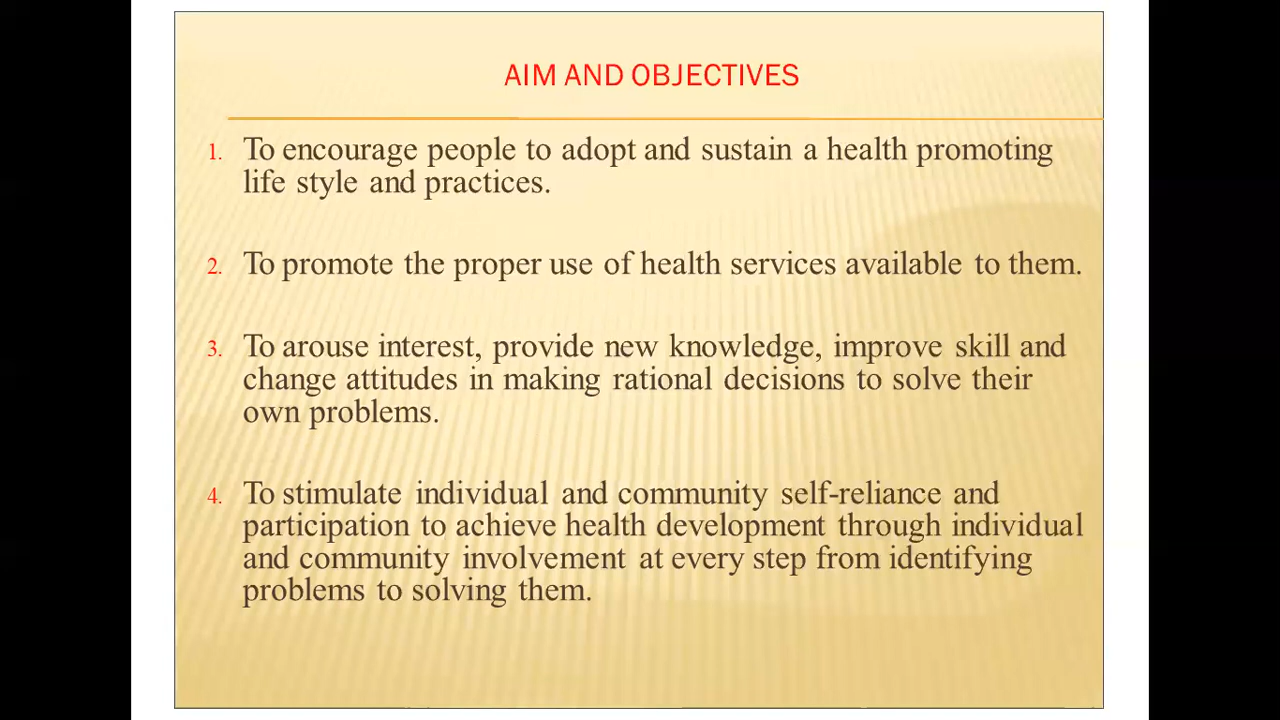 AIM AND OBJECTIVES
1. To encourage people to adopt and sustain a health promoting
life style and practices.
2. To promote the proper use of health services available to them.
3. To arouse interest, provide new knowledge, improve skill and
change attitudes in making rational decisions to solve their
own problems.
4. To stimulate individual and community self-reliance and
participation to achieve health development through individual
and community involvement at every step from identifying
problems to solving them.